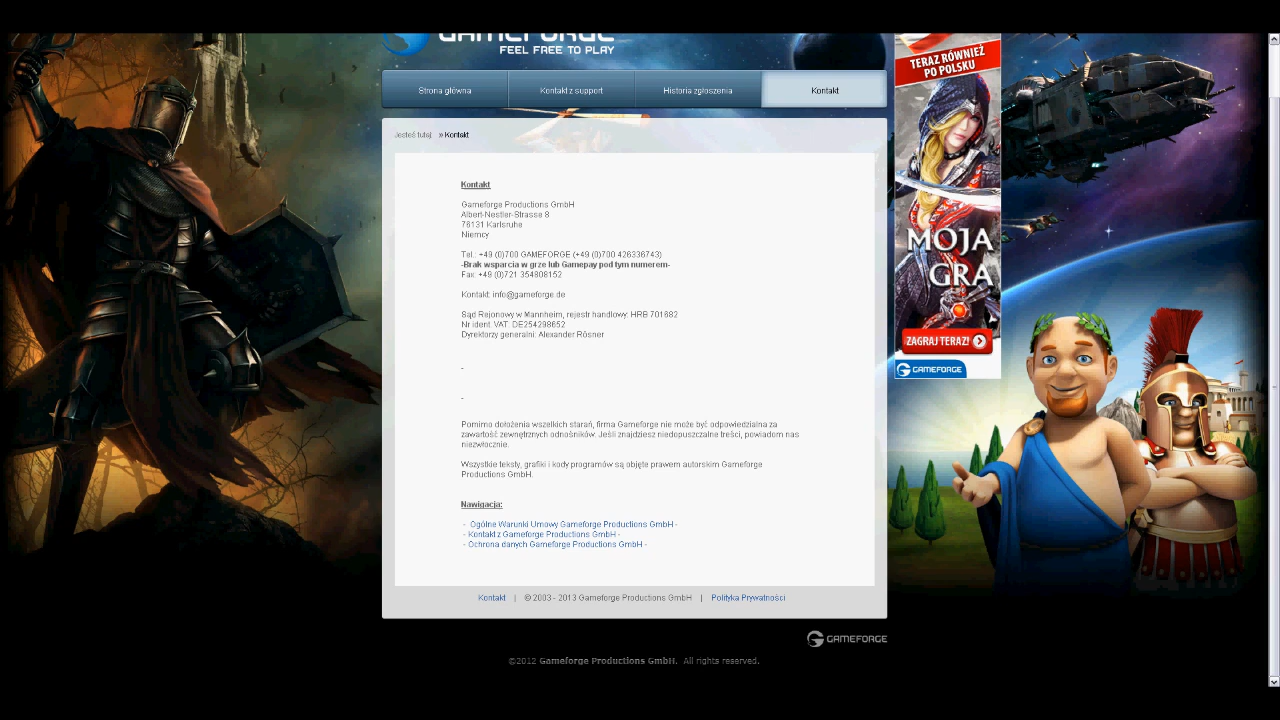 GAMEFORGE
FEEL FREE TO PLAY
Strona główna
Kontakt z support
Historia zgłoszenia
Kontakt
Jesteś tutaj: » Kontakt
Kontakt
Gameforge Productions GmbH
Albert-Nestler-Strasse 8
76131 Karlsruhe
Niemcy
Tel.: +49 (0)700 GAMEFORGE (+49 (0)700 426336743)
-Brak wsparcia w grze lub Gamepay pod tym numerem-
Fax: +49 (0)721 354808152
Kontakt: info@gameforge.de
Sąd Rejonowy w Mannheim, rejestr handlowy: HRB 701682
Nr ident. VAT: DE254298652
Dyrektorzy generalni: Alexander Rösner
-
-
Pomimo dołożenia wszelkich starań, firma Gameforge nie może być odpowiedzialna za
zawartość zewnętrznych odnośników. Jeśli znajdziesz niedopuszczalne treści, powiadom nas
niezwłocznie.
Wszystkie teksty, grafiki i kody programów są objęte prawem autorskim Gameforge
Productions GmbH.
Nawigacja:
- Ogólne Warunki Umowy Gameforge Productions GmbH -
- Kontakt z Gameforge Productions GmbH -
- Ochrona danych Gameforge Productions GmbH -
Kontakt | © 2003 - 2013 Gameforge Productions GmbH | Polityka Prywatności
GAMEFORGE
©2012 Gameforge Productions GmbH. All rights reserved.
TERAZ RÓWNIEŻ
PO POLSKU
MOJA
GRA
ZAGRAJ TERAZ!
GAMEFORGE